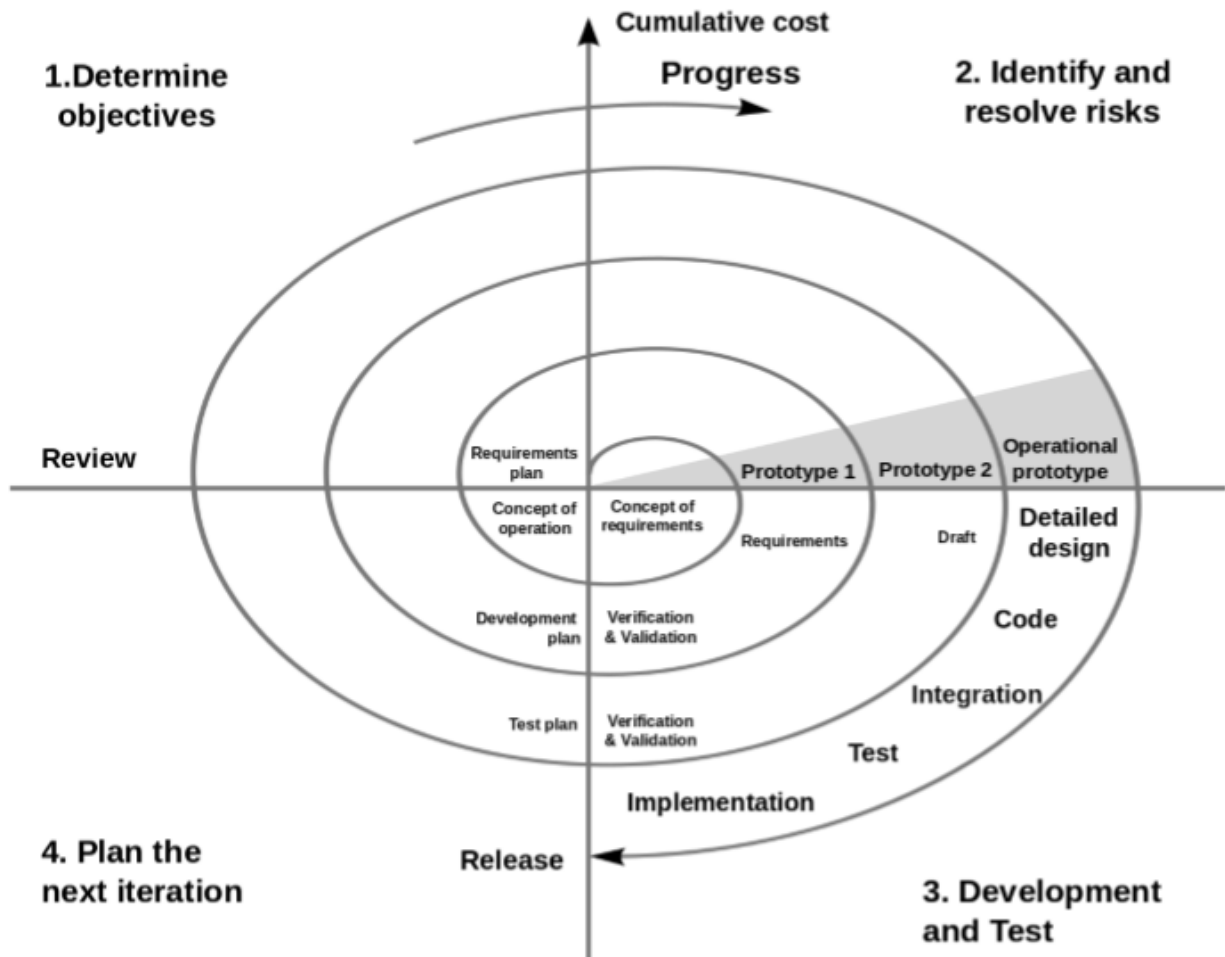 Cumulative cost
1.Determine
objectives
Progress
2. Identify and
resolve risks
Review
Requirements
plan
Prototype 1
Prototype 2
Operational
prototype
Concept of
operation
Concept of
requirements
Requirements
Draft
Detailed
design
Development
plan
Verification
& Validation
Code
Integration
Test plan
Verification
& Validation
Test
Implementation
4. Plan the
next iteration
Release
3. Development
and Test